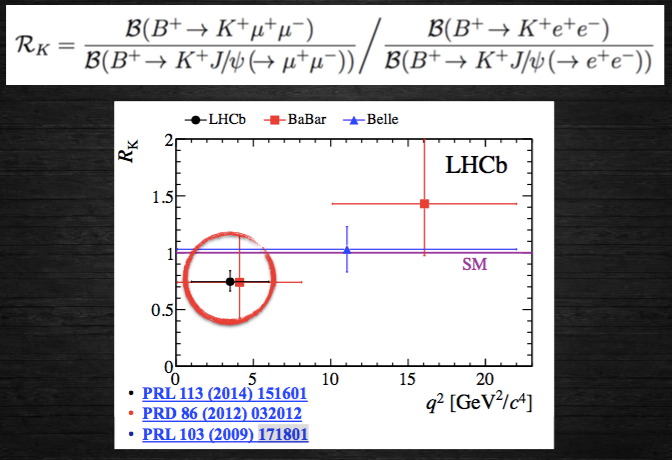 R_K = B(B⁺ → K⁺μ⁺μ⁻) / B(B⁺ → K⁺J/ψ(→ μ⁺μ⁻)) / B(B⁺ → K⁺e⁺e⁻) / B(B⁺ → K⁺J/ψ(→ e⁺e⁻))
LHCb BaBar Belle
R_K
2
LHCb
1.5
1
SM
0.5
0
0 5 10 15 20
q² [GeV²/c⁴]
• PRL 113 (2014) 151601
• PRD 86 (2012) 032012
• PRL 103 (2009) 171801